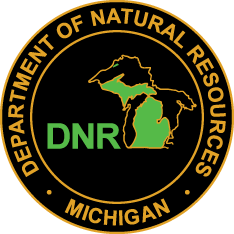 DEPARTMENT OF NATURAL RESOURCES
DNR
• MICHIGAN •